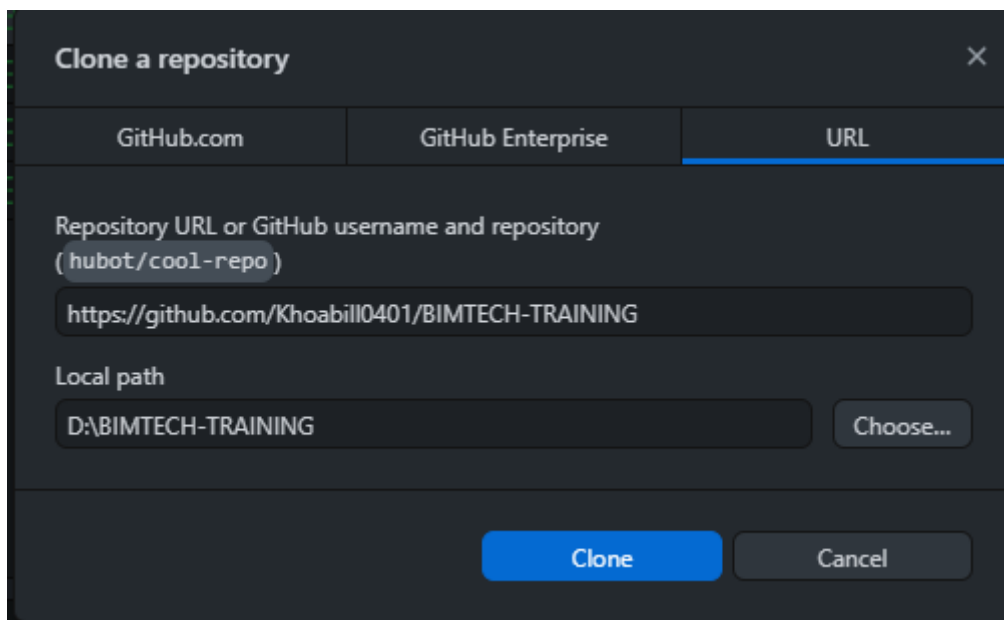 Clone a repository
GitHub.com GitHub Enterprise URL
Repository URL or GitHub username and repository
(hubot/cool-repo)
https://github.com/Khoabill0401/BIMTECH-TRAINING
Local path
D:\BIMTECH-TRAINING Choose...
Clone Cancel